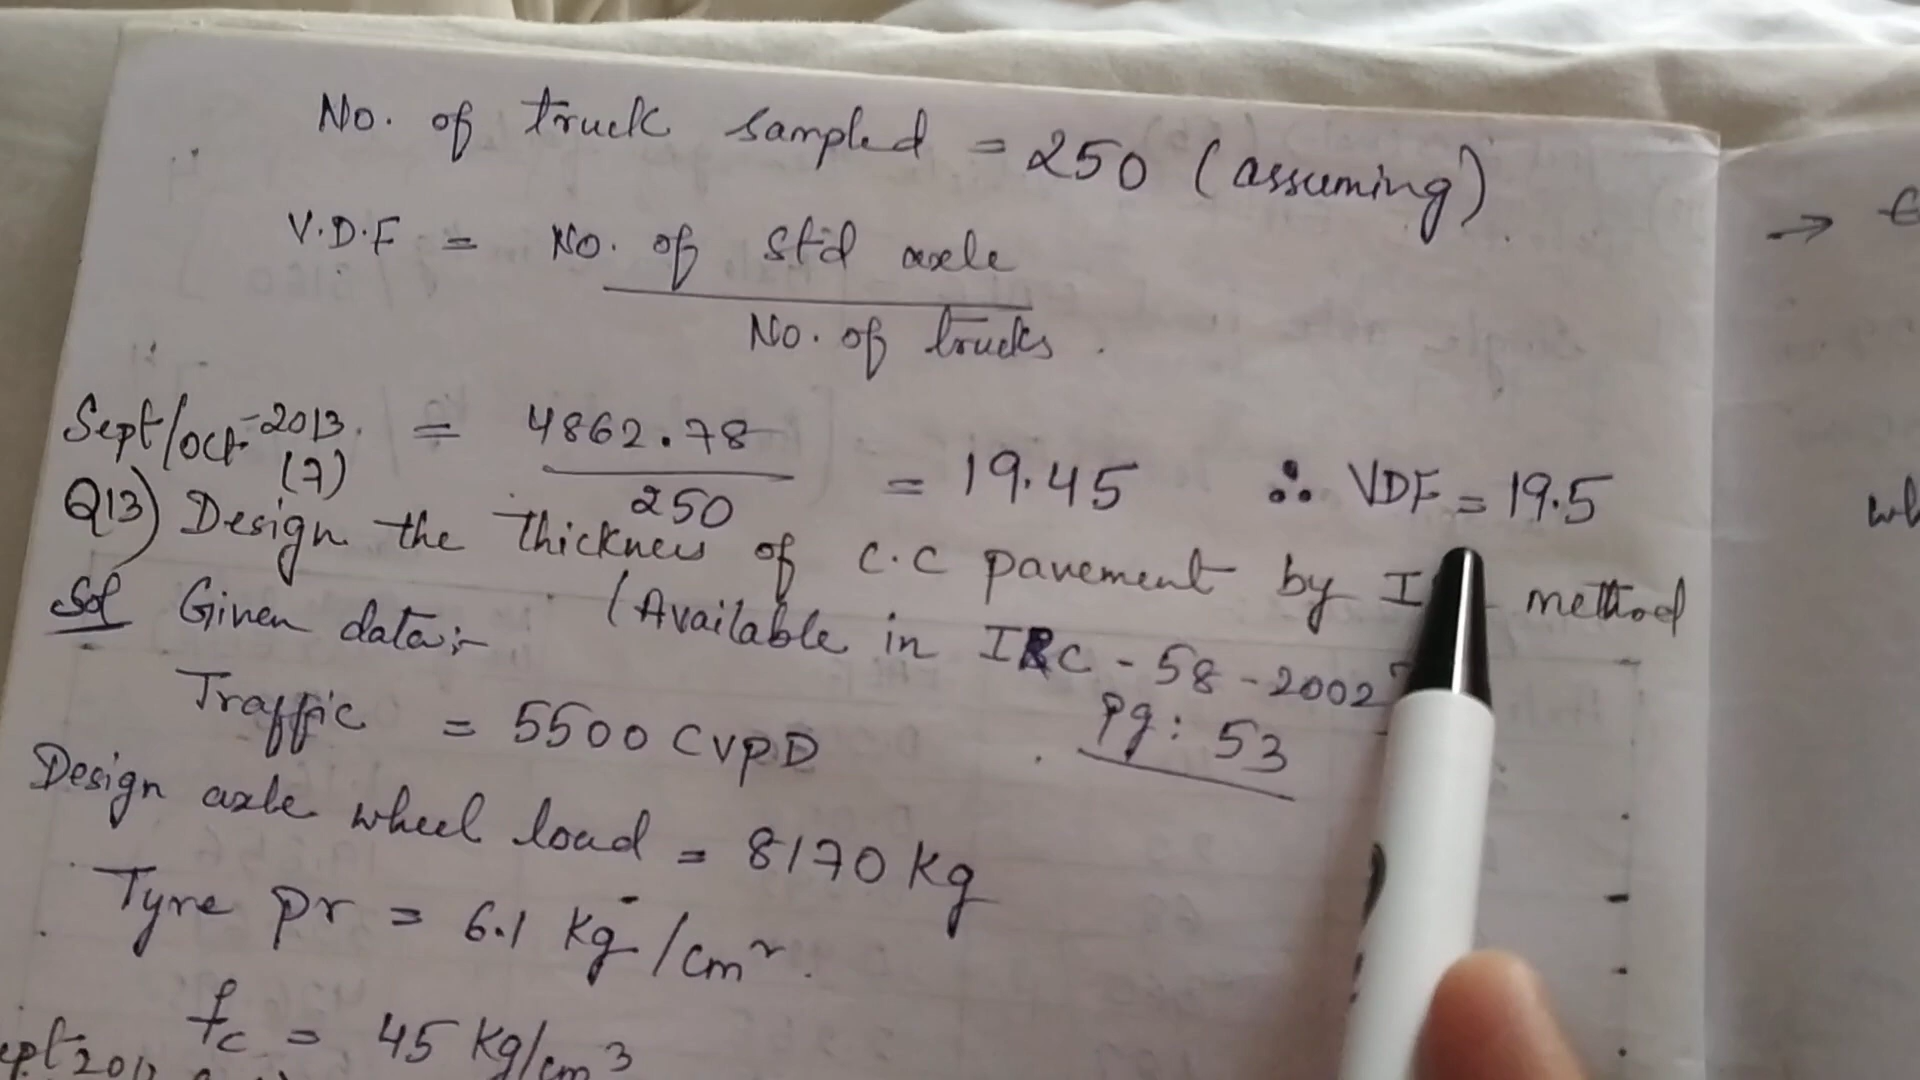 No. of truck sampled = 250 (assuming)
V.D.F = No. of std axle
No. of trucks.
Sept/Oct-2013 = 4862.78
(7) 250 = 19.45 ∴ VDF = 19.5
Q13) Design the thickness of C.C pavement by method
Sol Given data:- (Available in IRC - 58 - 2002
Pg: 53
Traffic = 5500 CVPD
Design axle wheel load = 8170 Kg
Tyre pr = 6.1 Kg/cm².
fc = 45 Kg/cm³